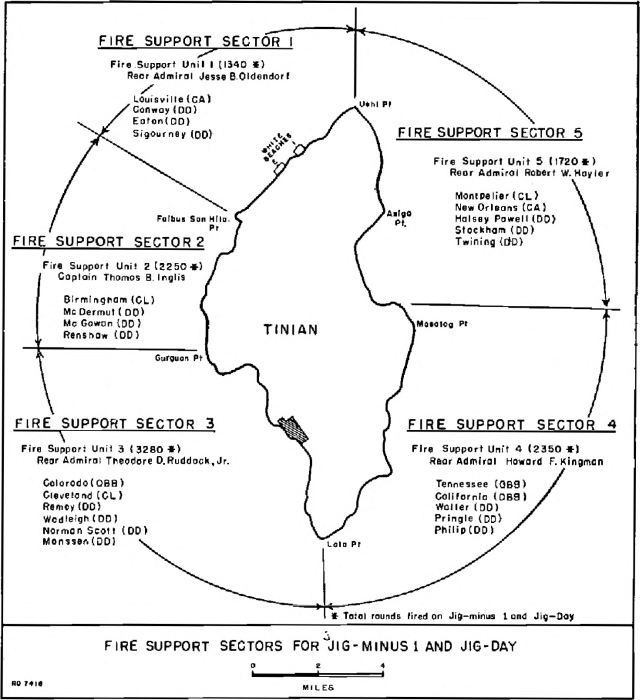 FIRE SUPPORT SECTOR 1
Fire Support Unit 1 (1340 *)
Rear Admiral Jesse B. Oldendorf
Louisville (CA)
Conway (DD)
Eaton (DD)
Sigourney (DD)
Ushi Pt
WHITE
BEACHES
2
1
FIRE SUPPORT SECTOR 5
Fire Support Unit 5 (1720 *)
Rear Admiral Robert W. Hayler
Montpelier (CL)
New Orleans (CA)
Halsey Powell (DD)
Stockham (DD)
Twining (DD)
Asiga
Pt.
Faibus San Hilo.
Pt
FIRE SUPPORT SECTOR 2
Fire Support Unit 2 (2250 *)
Captain Thomas B. Inglis
Birmingham (CL)
McDermut (DD)
Mc Gowan (DD)
Renshaw (DD)
TINIAN
Masalog Pt
Gurguan Pt
FIRE SUPPORT SECTOR 3
Fire Support Unit 3 (3280 *)
Rear Admiral Theodore D. Ruddock, Jr.
Colorado (OBB)
Cleveland (CL)
Remey (DD)
Wadleigh (DD)
Norman Scott (DD)
Monssen (DD)
FIRE SUPPORT SECTOR 4
Fire Support Unit 4 (2350 *)
Rear Admiral Howard F. Kingman
Tennessee (OBB)
California (OBB)
Waller (DD)
Pringle (DD)
Philip (DD)
Lalo Pt
* Total rounds fired on Jig-minus 1 and Jig-Day
3
FIRE SUPPORT SECTORS FOR JIG-MINUS 1 AND JIG-DAY
0 2 4
MILES
RD 7418